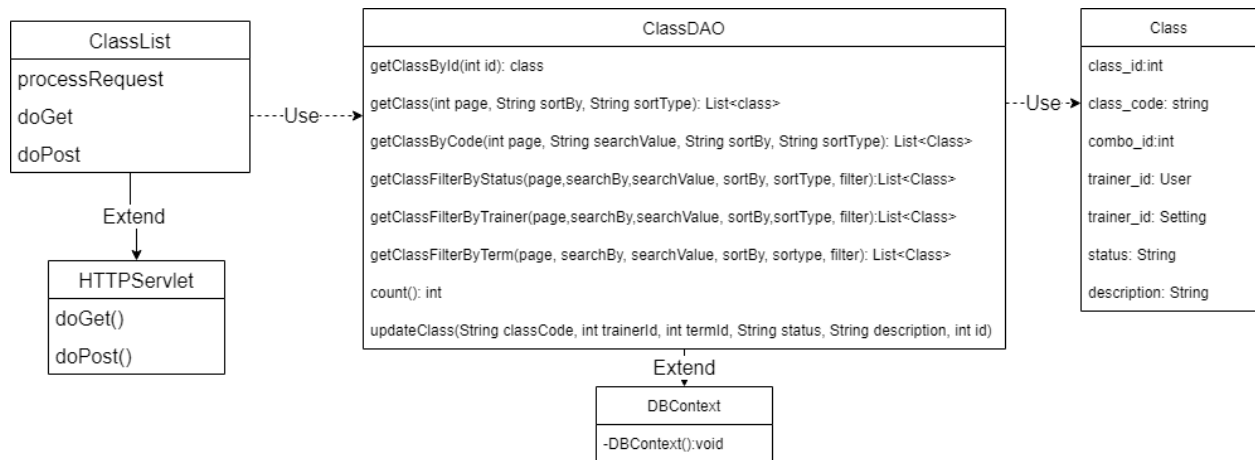 ClassList
processRequest
doGet
doPost
Extend
HTTPServlet
doGet()
doPost()
Use
ClassDAO
getClassById(int id): class
getClass(int page, String sortBy, String sortType): List<class>
getClassByCode(int page, String searchValue, String sortBy, String sortType): List<Class>
getClassFilterByStatus(page,searchBy,searchValue, sortBy, sortType, filter):List<Class>
getClassFilterByTrainer(page,searchBy,searchValue, sortBy,sortType, filter):List<Class>
getClassFilterByTerm(page, searchBy, searchValue, sortBy, sortype, filter): List<Class>
count(): int
updateClass(String classCode, int trainerId, int termId, String status, String description, int id)
Extend
DBContext
-DBContext():void
Use
Class
class_id:int
class_code: string
combo_id:int
trainer_id: User
trainer_id: Setting
status: String
description: String